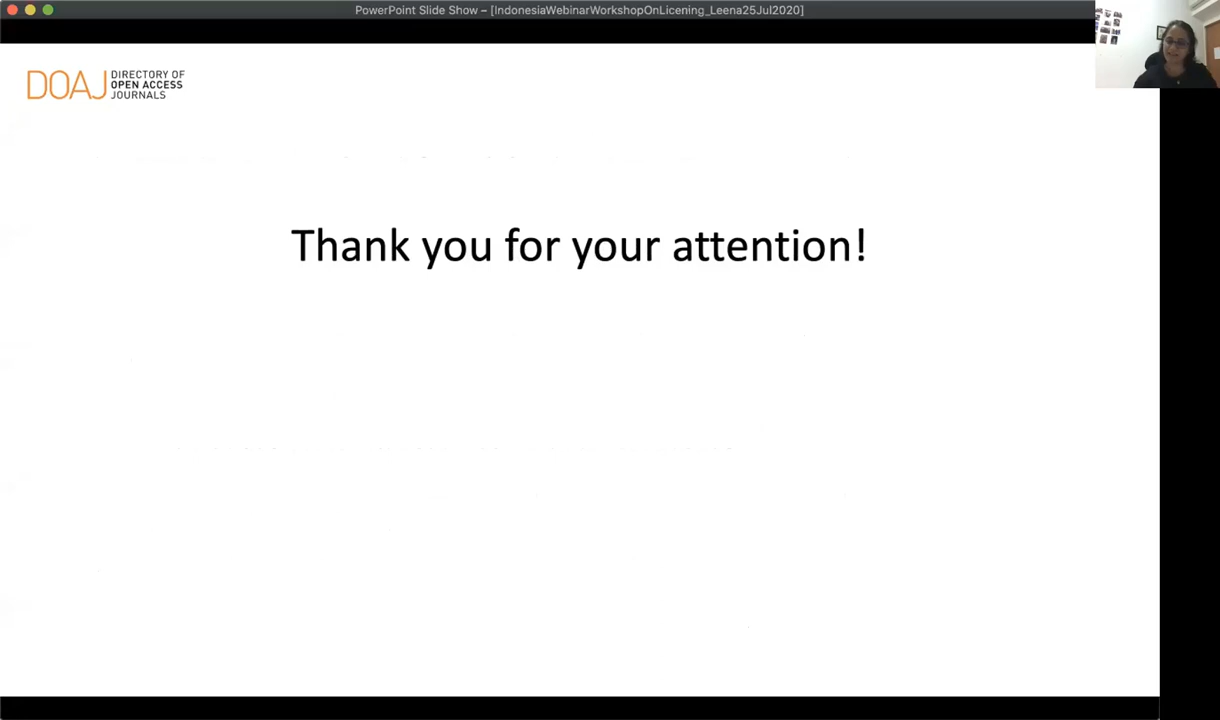 PowerPoint Slide Show – [IndonesiaWebinarWorkshopOnLicening_Leena25Jul2020]
DOAJ
DIRECTORY OF
OPEN ACCESS
JOURNALS
Thank you for your attention!